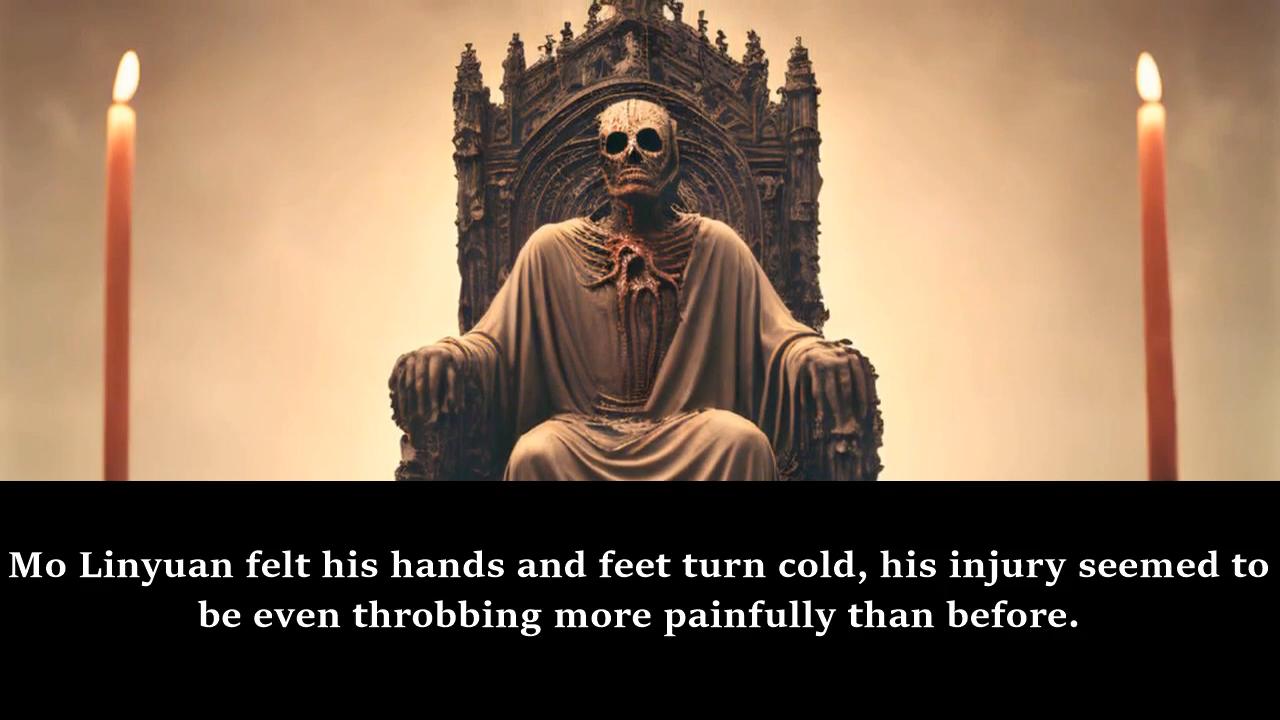 Mo Linyuan felt his hands and feet turn cold, his injury seemed to
be even throbbing more painfully than before.